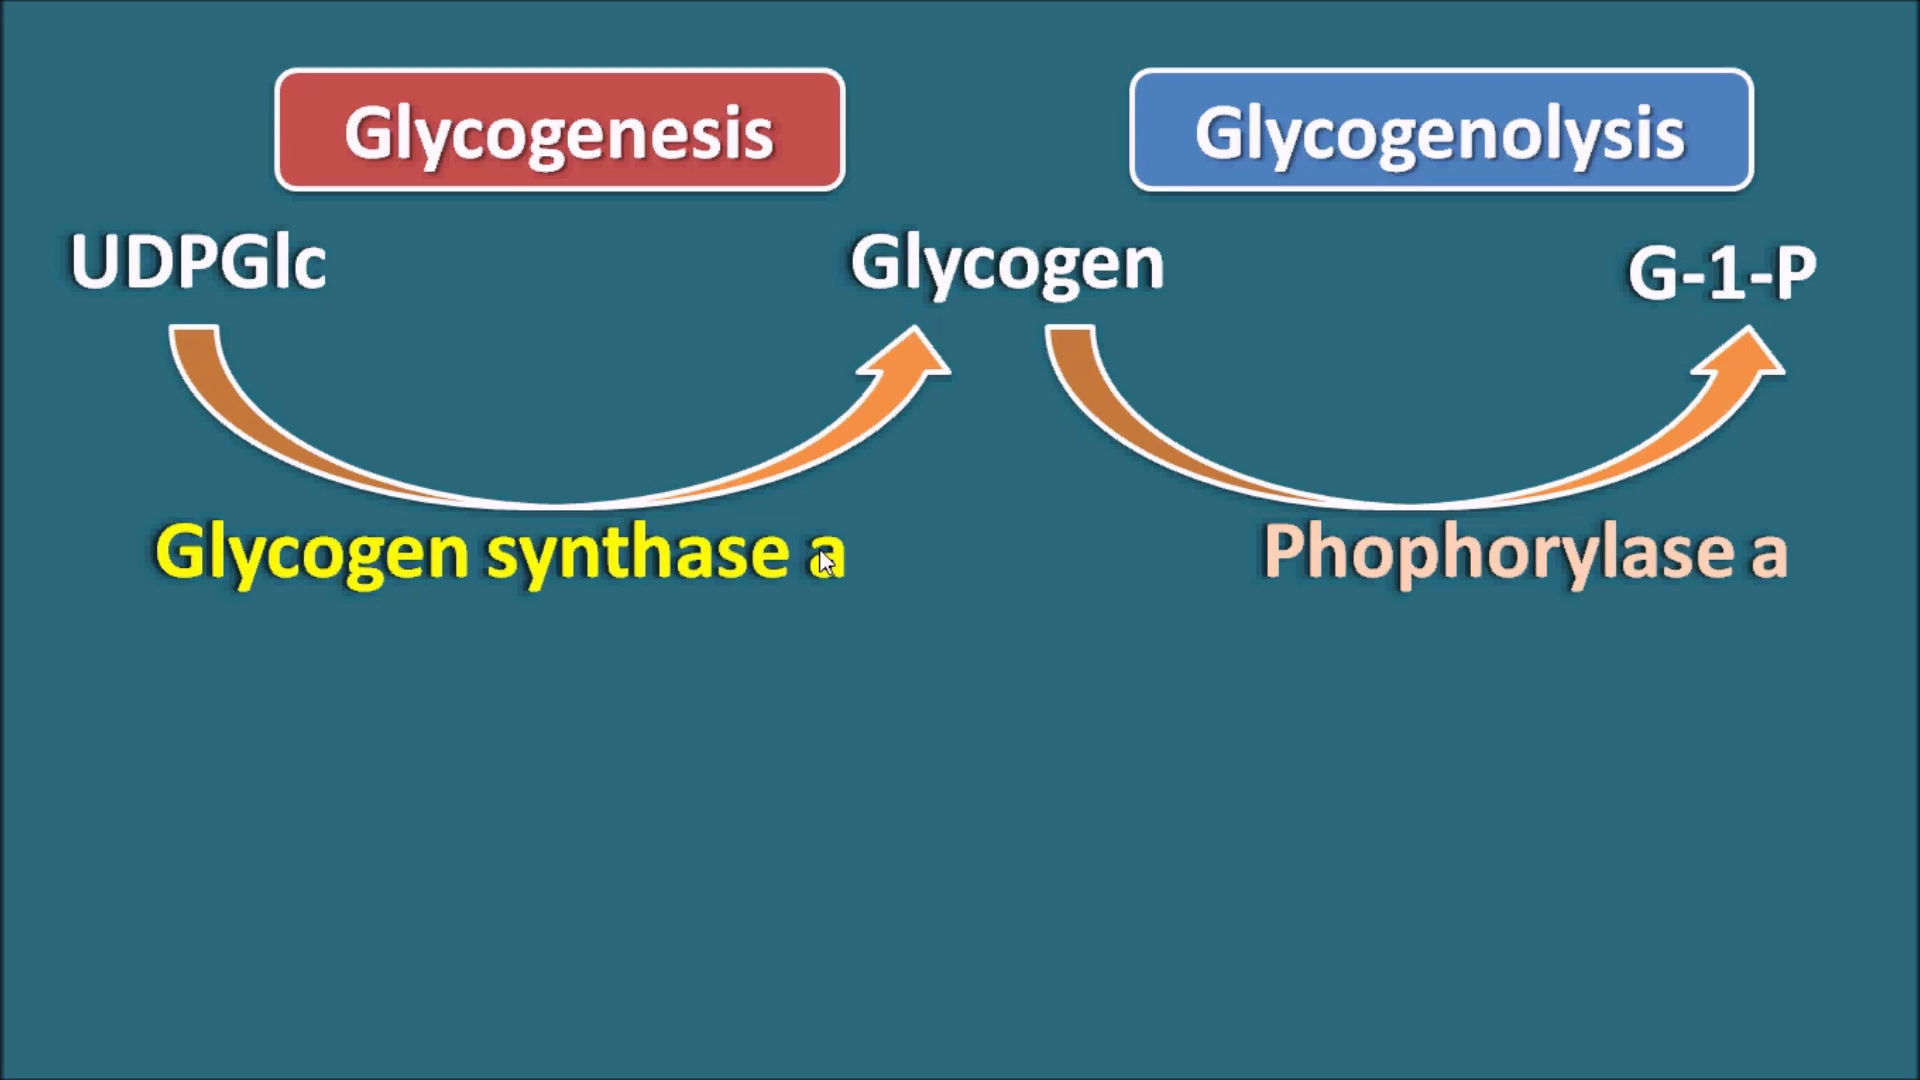 Glycogenesis
Glycogenolysis
UDPGlc
Glycogen
G-1-P
Glycogen synthase a
Phophorylase a